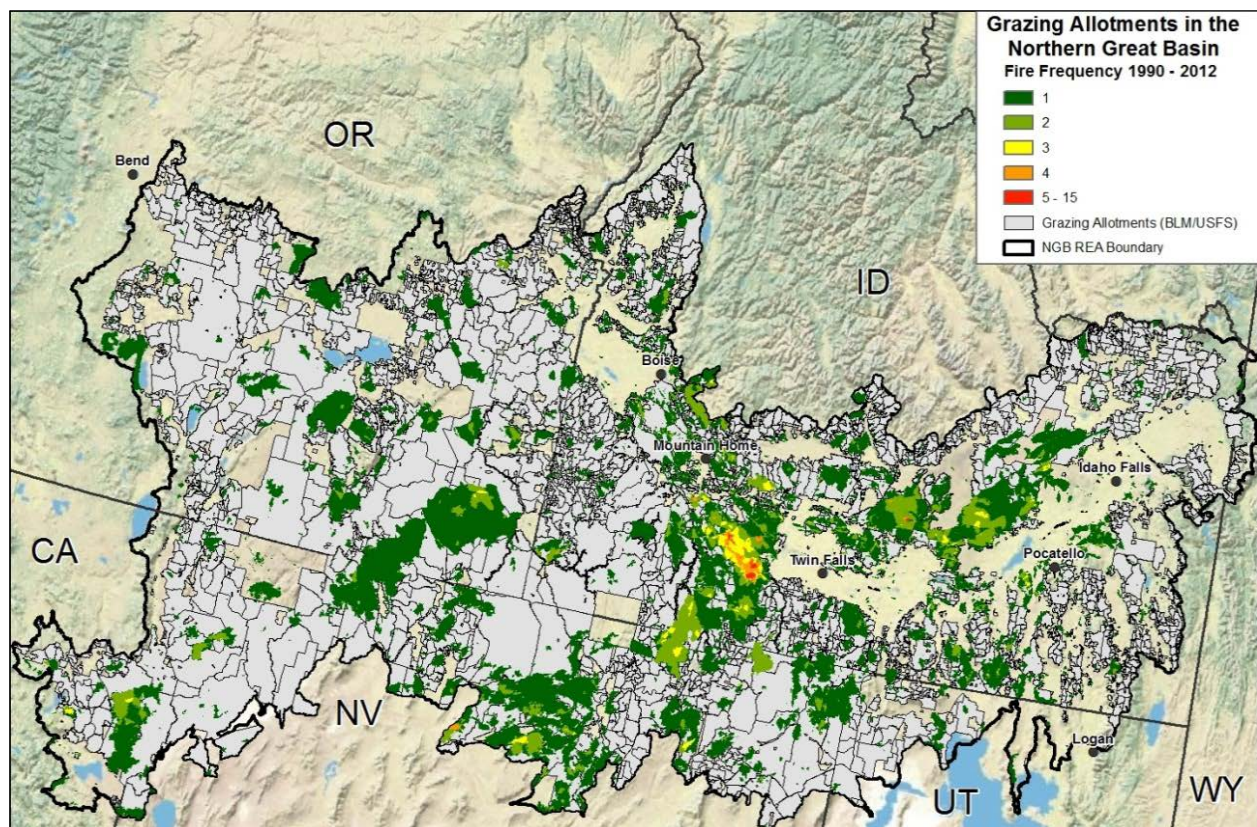 Grazing Allotments in the
Northern Great Basin
Fire Frequency 1990 - 2012
1
2
3
4
5 - 15
Grazing Allotments (BLM/USFS)
NGB REA Boundary
OR
Bend
ID
Boise
Mountain Home
Idaho Falls
CA
Twin Falls
Pocatello
NV
Logan
UT
WY